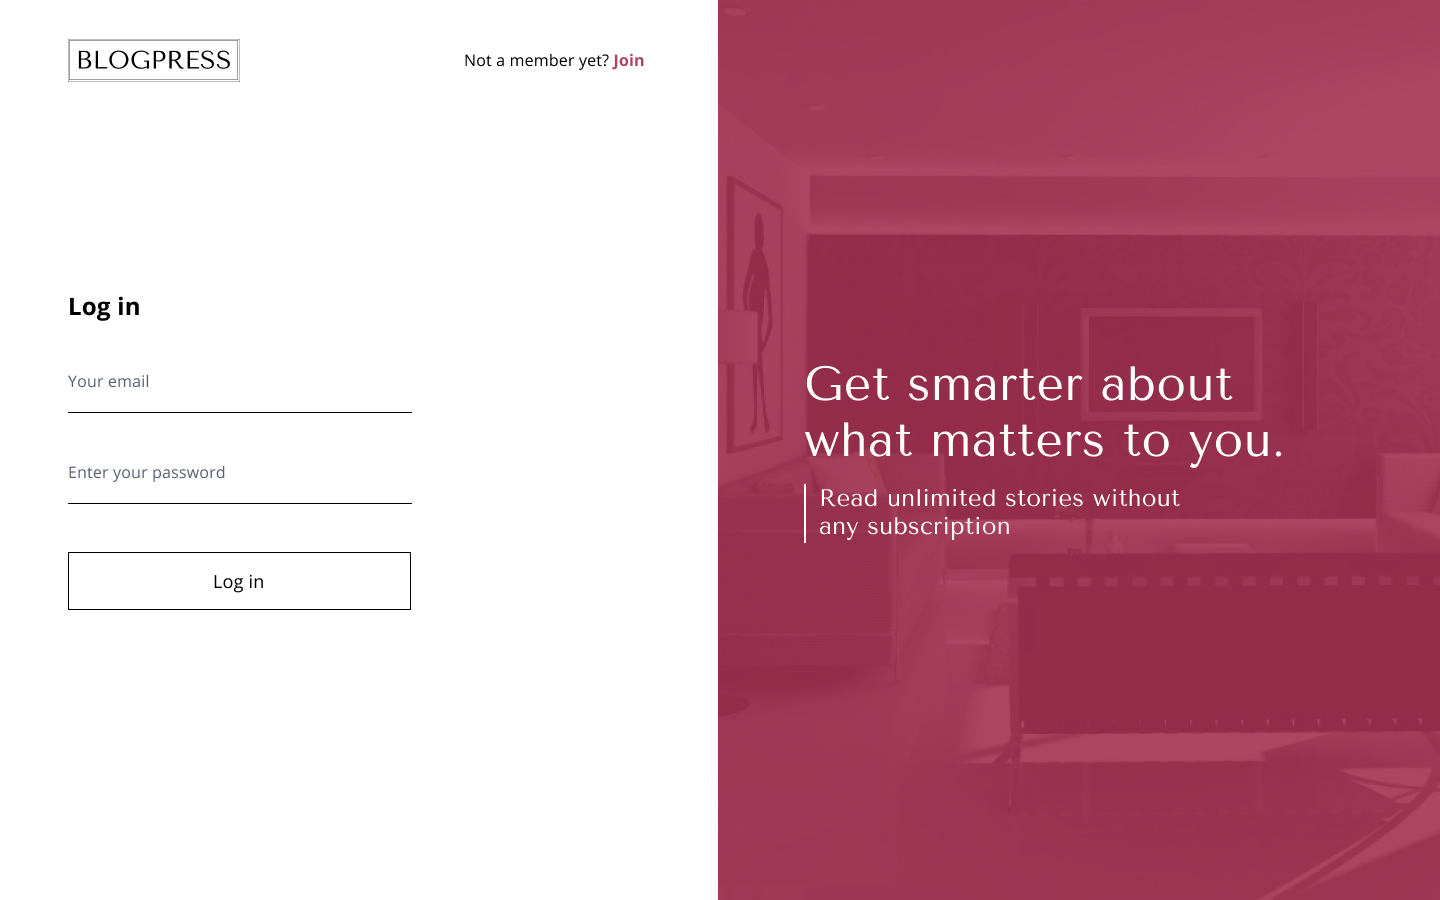 BLOGPRESS
Not a member yet? Join
Log in
Your email
Enter your password
Log in
Get smarter about
what matters to you.
Read unlimited stories without
any subscription